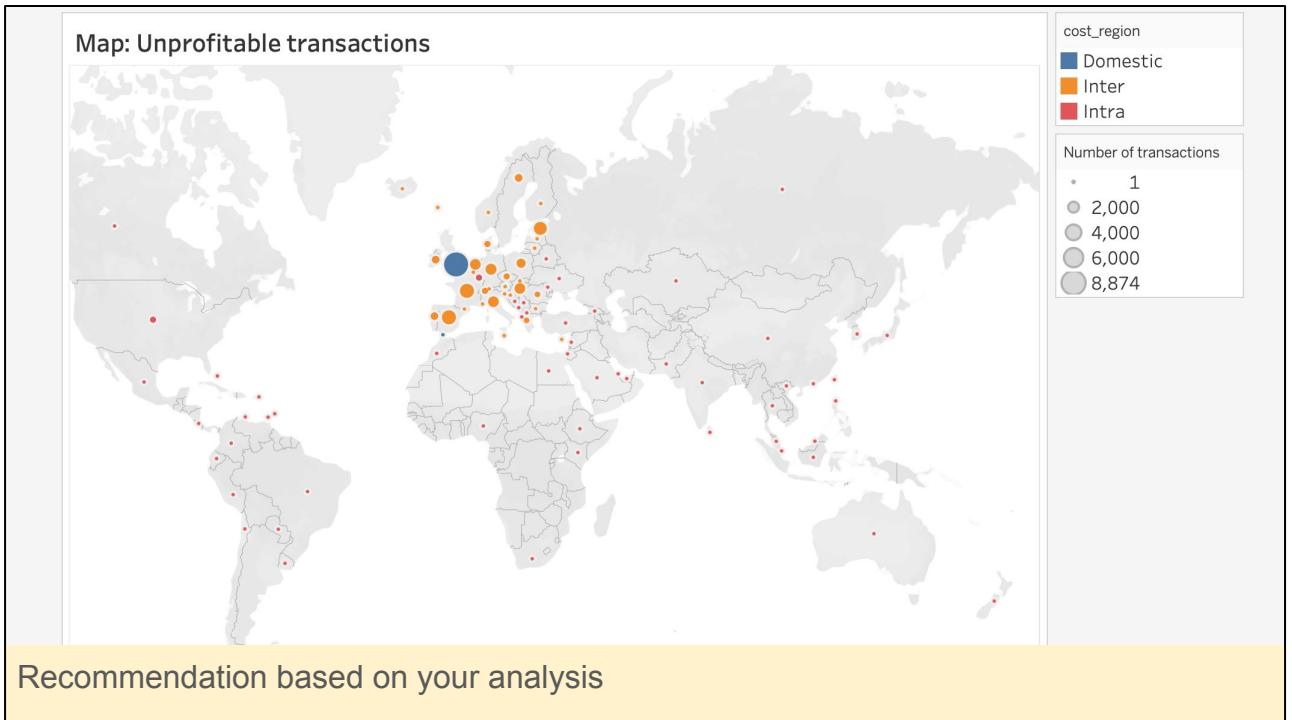 Map: Unprofitable transactions
cost_region
Domestic
Inter
Intra
Number of transactions
1
2,000
4,000
6,000
8,874
Recommendation based on your analysis